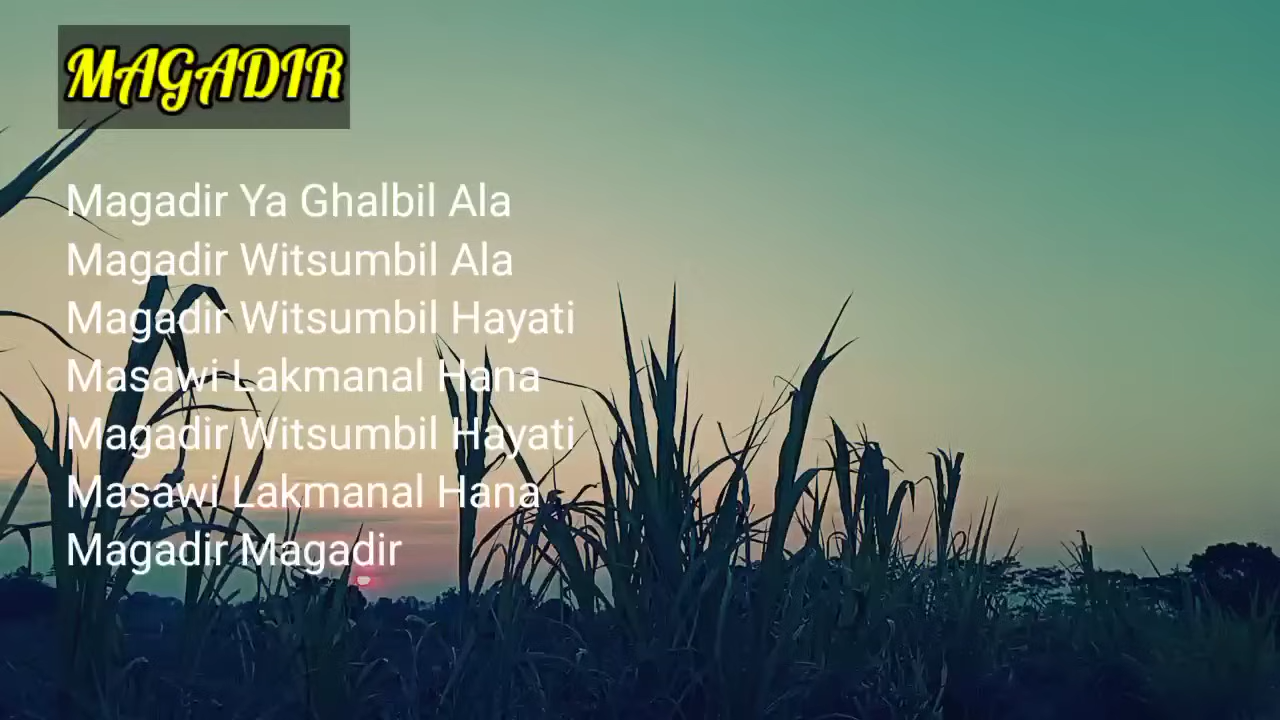 MAGADIR
Magadir Ya Ghalbil Ala
Magadir Witsumbil Ala
Magadir Witsumbil Hayati
Masawi Lakmanal Hana
Magadir Witsumbil Hayati
Masawi Lakmanal Hana
Magadir Magadir